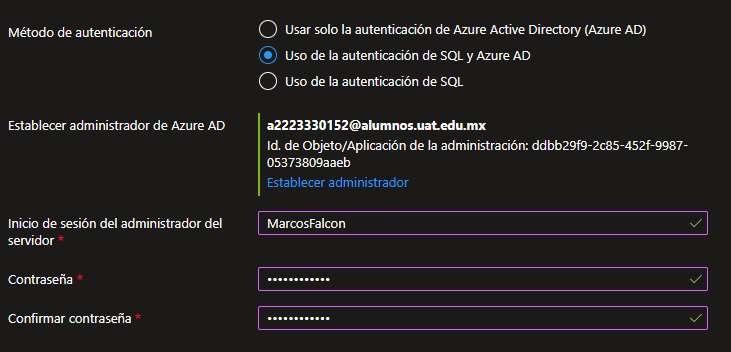 Método de autenticación
Usar solo la autenticación de Azure Active Directory (Azure AD)
Uso de la autenticación de SQL y Azure AD
Uso de la autenticación de SQL
Establecer administrador de Azure AD
a2223330152@alumnos.uat.edu.mx
Id. de Objeto/Aplicación de la administración: ddbb29f9-2c85-452f-9987-
05373809aaeb
Establecer administrador
Inicio de sesión del administrador del
servidor *
MarcosFalcon
Contraseña *
••••••••••••
Confirmar contraseña *
••••••••••••